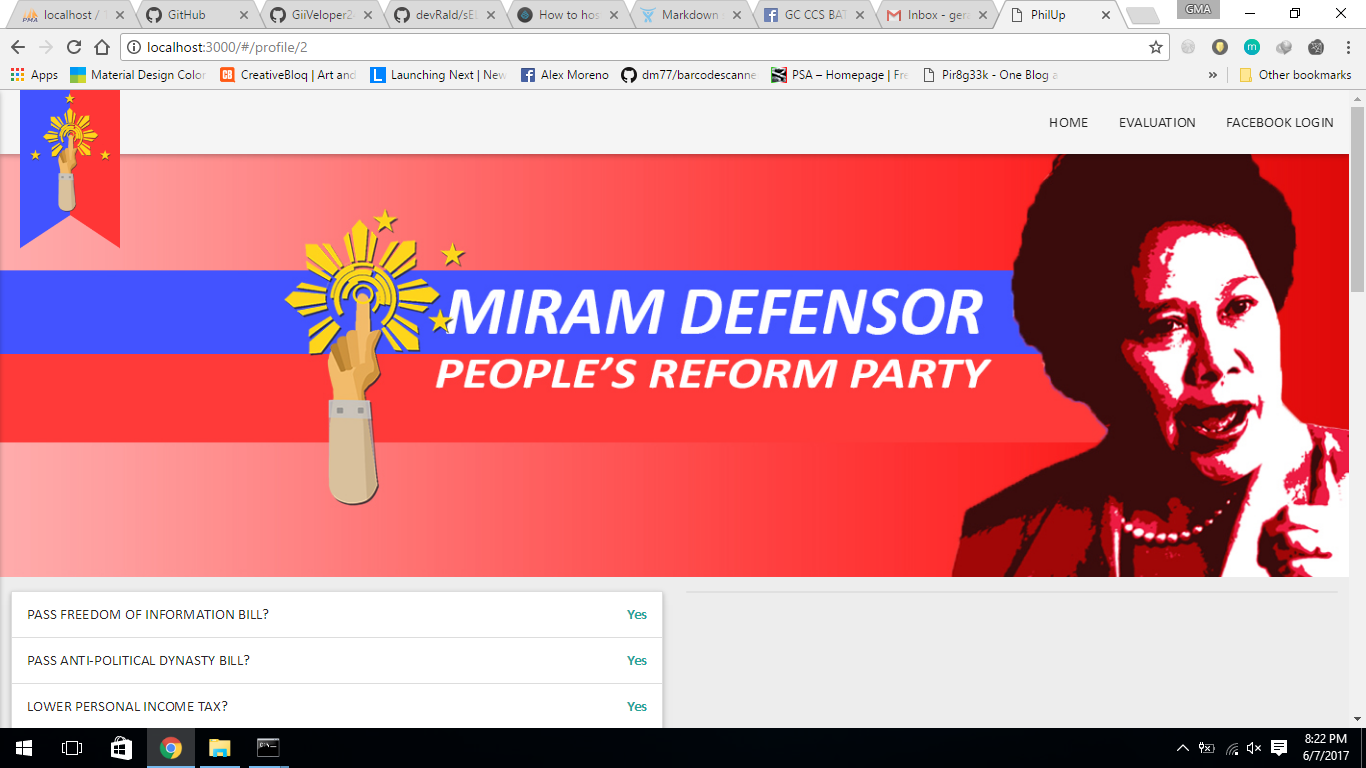 localhost /
GitHub
GiiVeloper2
devRald/sE
How to hos
Markdown
GC CCS BAT
Inbox - ger
PhilUp
GMA
localhost:3000/#/profile/2
Apps
Material Design Color
CreativeBloq | Art and
Launching Next | New
Alex Moreno
dm77/barcodescanne
PSA – Homepage | Fre
Pir8g33k - One Blog a
Other bookmarks
HOME
EVALUATION
FACEBOOK LOGIN
MIRAM DEFENSOR
PEOPLE'S REFORM PARTY
PASS FREEDOM OF INFORMATION BILL? Yes
PASS ANTI-POLITICAL DYNASTY BILL? Yes
LOWER PERSONAL INCOME TAX? Yes
8:22 PM
6/7/2017